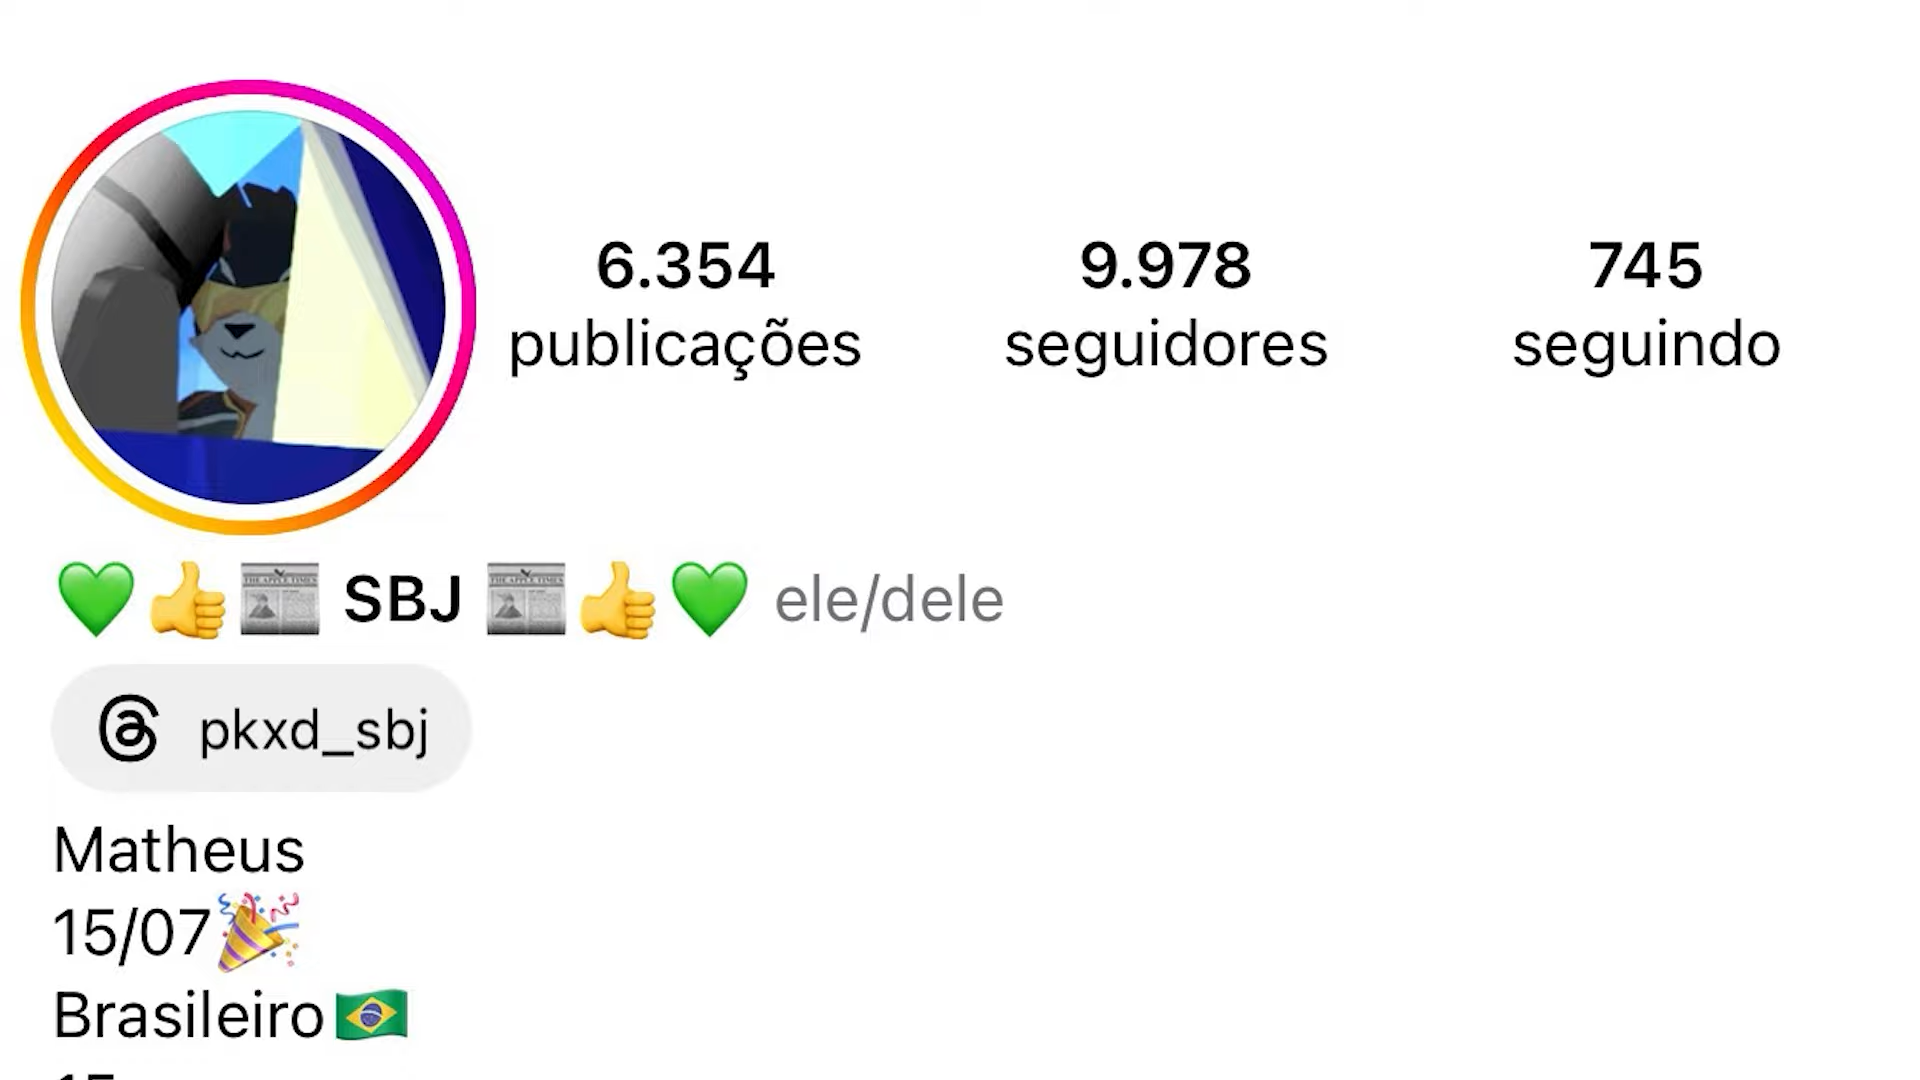 6.354
publicações
9.978
seguidores
745
seguindo
💚👍📰 SBJ 📰👍💚 ele/dele
pkxd_sbj
Matheus
15/07🎉
Brasileiro🇧🇷